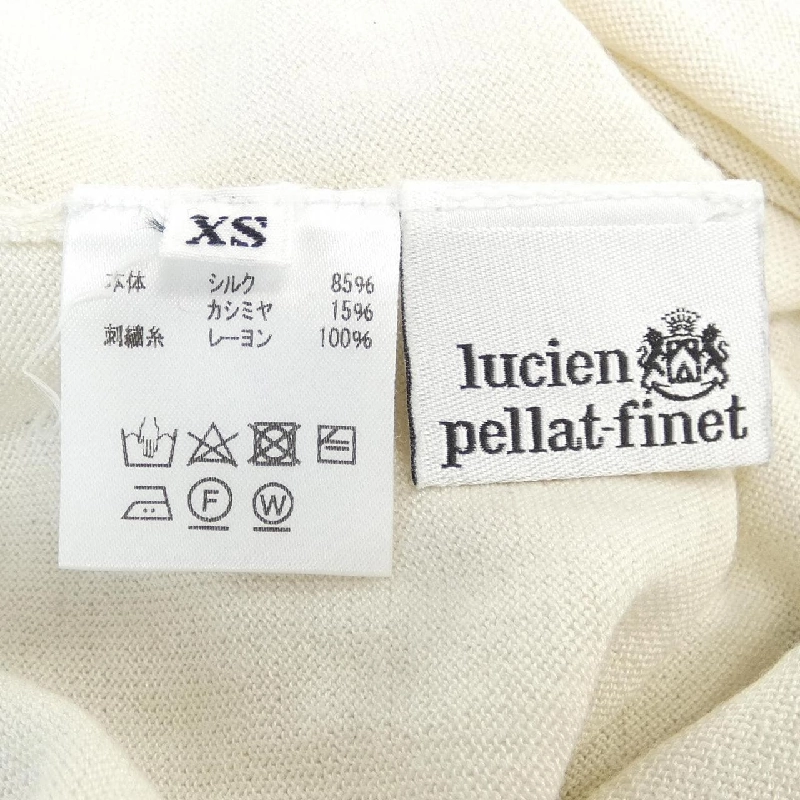 XS
本体 シルク 85%
カシミヤ 15%
刺繍糸 レーヨン 100%
F W
lucien
pellat-finet